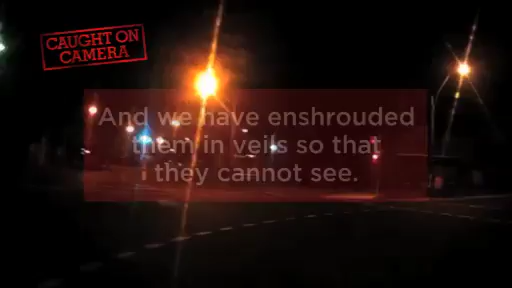 CAUGHT ON
CAMERA
And we have enshrouded
them in veils so that
they cannot see.